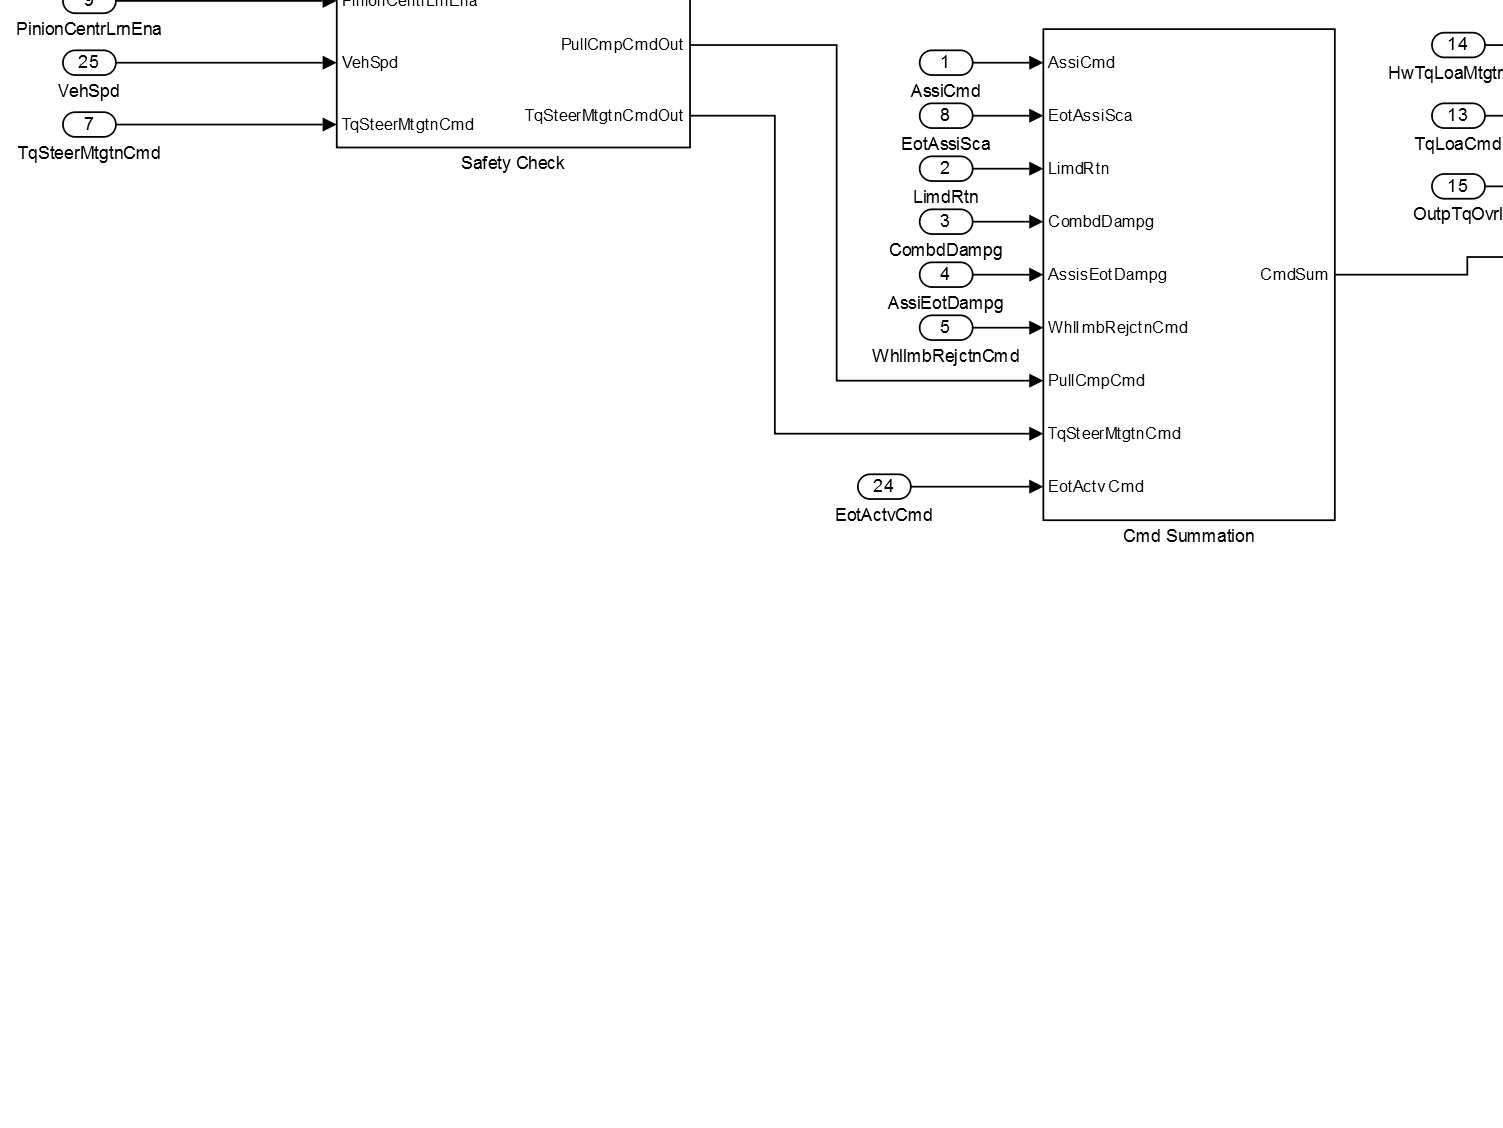 9
PinionCentrLrnEna
25
VehSpd
7
TqSteerMtgtnCmd
PinionCentrLrnEna
VehSpd
TqSteerMtgtnCmd
PullCmpCmdOut
TqSteerMtgtnCmdOut
Safety Check
1
AssiCmd
8
EotAssiSca
2
LimdRtn
3
CombdDampg
4
AssiEotDampg
5
WhlImbRejctnCmd
24
EotActvCmd
AssiCmd
EotAssiSca
LimdRtn
CombdDampg
AssisEotDampg
WhlImbRejctnCmd
PullCmpCmd
TqSteerMtgtnCmd
EotActv Cmd
CmdSum
Cmd Summation
14
HwTqLoaMtgtn
13
TqLoaCmd
15
OutpTqOvrl